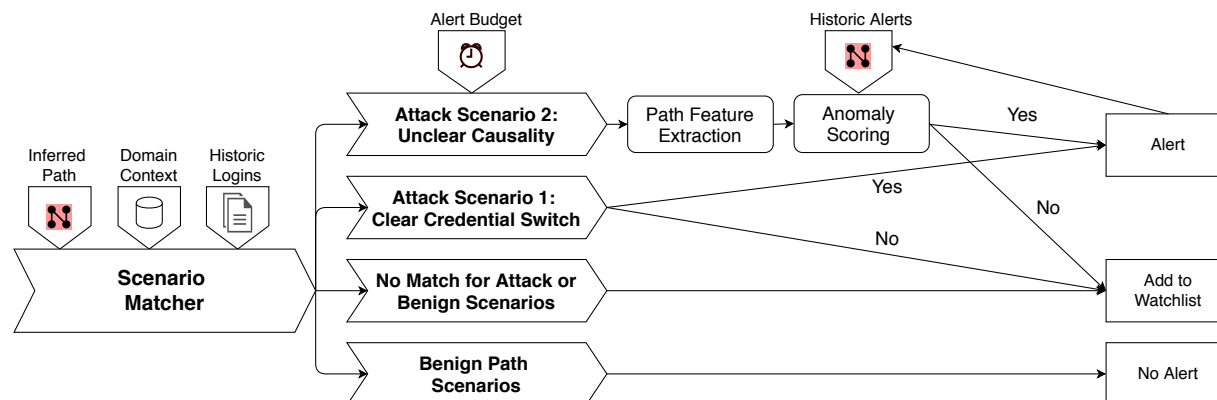 Alert Budget
Historic Alerts
Attack Scenario 2:
Unclear Causality
Path Feature
Extraction
Anomaly
Scoring
Yes
Alert
Inferred
Path
Domain
Context
Historic
Logins
Attack Scenario 1:
Clear Credential Switch
Yes
No
No
Scenario
Matcher
No Match for Attack or
Benign Scenarios
Add to
Watchlist
Benign Path
Scenarios
No Alert